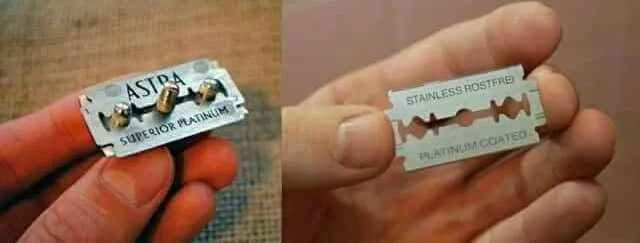 ASTRA
SUPERIOR PLATINUM
STAINLESS ROSTFREI
PLATINUM COATED